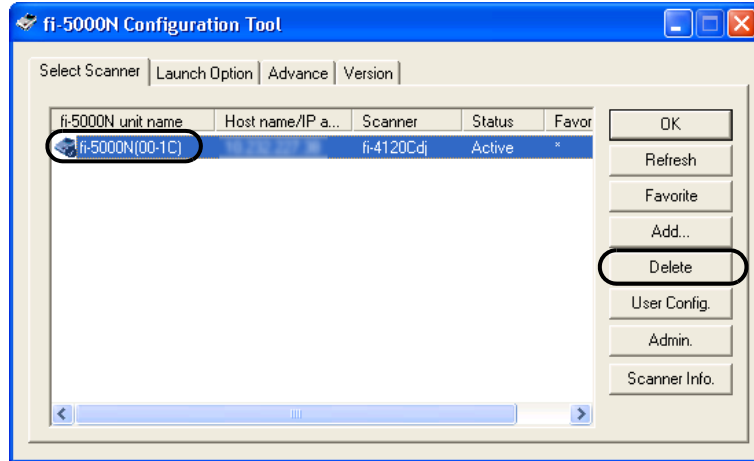 fi-5000N Configuration Tool
Select Scanner Launch Option Advance Version
fi-5000N unit name Host name/IP a... Scanner Status Favor
fi-5000N(00-1C) fi-4120Cdj Active *
OK
Refresh
Favorite
Add...
Delete
User Config.
Admin.
Scanner Info.